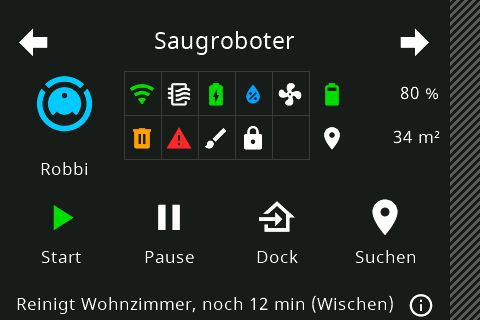 Saugroboter
80 %
34 m²
Robbi
Start Pause Dock Suchen
Reinigt Wohnzimmer, noch 12 min (Wischen)